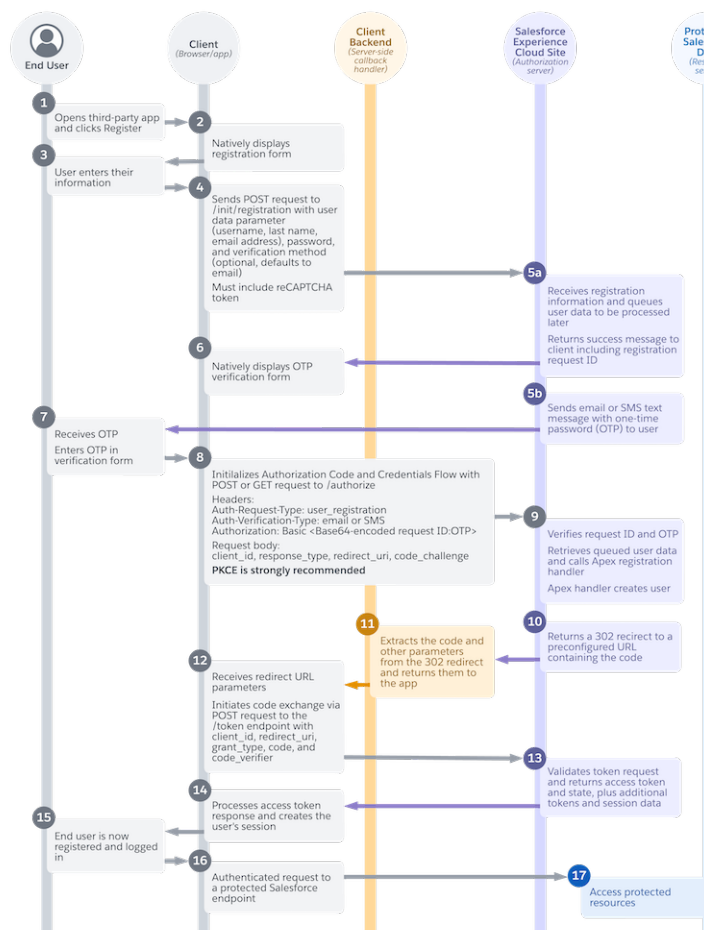 End User
Client
(Browser/app)
Client
Backend
(Server-side
callback
handler)
Salesforce
Experience
Cloud Site
(Authorization
server)
1
Opens third-party app
and clicks Register
2
Natively displays
registration form
3
User enters their
information
4
Sends POST request to
/init/registration with user
data parameter
(username, last name,
email address), password,
and verification method
(optional, defaults to
email)
Must include reCAPTCHA
token
5a
Receives registration
information and queues
user data to be processed
later
Returns success message to
client including registration
request ID
6
Natively displays OTP
verification form
5b
Sends email or SMS text
message with one-time
password (OTP) to user
7
Receives OTP
Enters OTP in
verification form
8
Initilalizes Authorization Code and Credentials Flow with
POST or GET request to /authorize
Headers:
Auth-Request-Type: user_registration
Auth-Verification-Type: email or SMS
Authorization: Basic <Base64-encoded request ID:OTP>
Request body:
client_id, response_type, redirect_uri, code_challenge
PKCE is strongly recommended
9
Verifies request ID and OTP
Retrieves queued user data
and calls Apex registration
handler
Apex handler creates user
10
Returns a 302 recirect to a
preconfigured URL
containing the code
11
Extracts the code and
other parameters
from the 302 redirect
and returns them to
the app
12
Receives redirect URL
parameters
Initiates code exchange via
POST request to the
/token endpoint with
client_id, redirect_uri,
grant_type, code, and
code_verifier
13
Validates token request
and returns access token
and state, plus additional
tokens and session data
14
Processes access token
response and creates the
user's session
15
End user is now
registered and logged
in
16
Authenticated request to
a protected Salesforce
endpoint
17
Access protected
resources